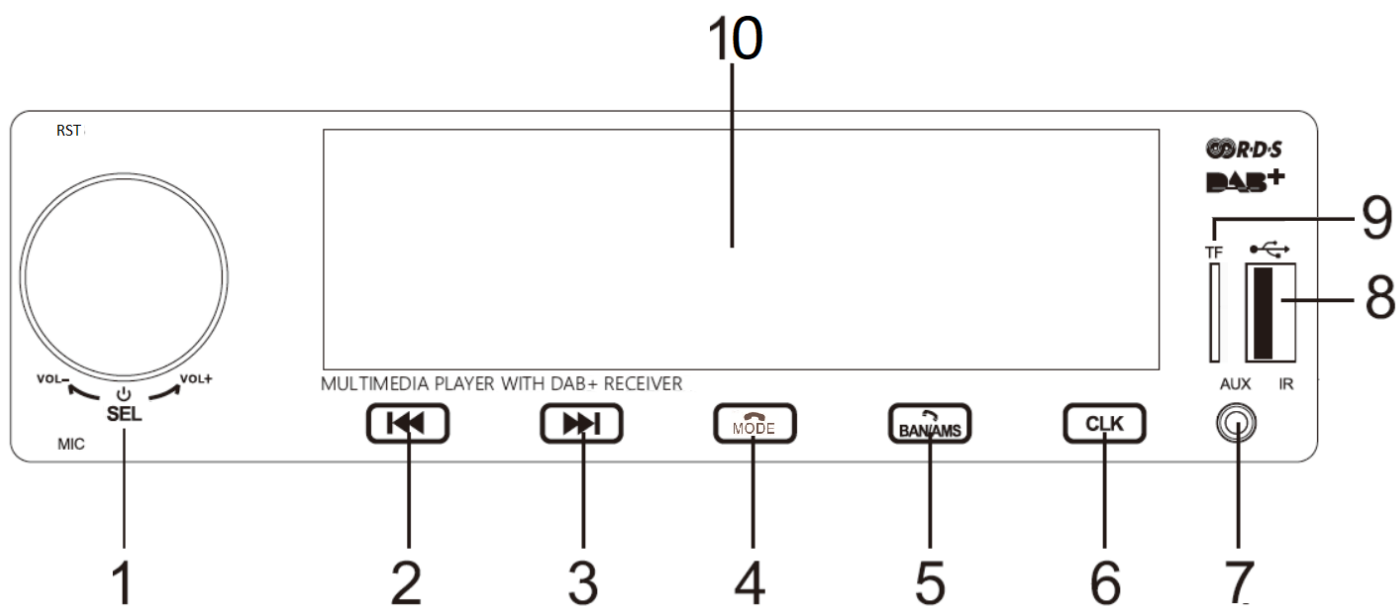 10
RST
R·D·S
DAB+
9
TF
8
VOL-
VOL+
SEL
MULTIMEDIA PLAYER WITH DAB+ RECEIVER
AUX IR
MODE
BAN/AMS
CLK
MIC
1 2 3 4 5 6 7